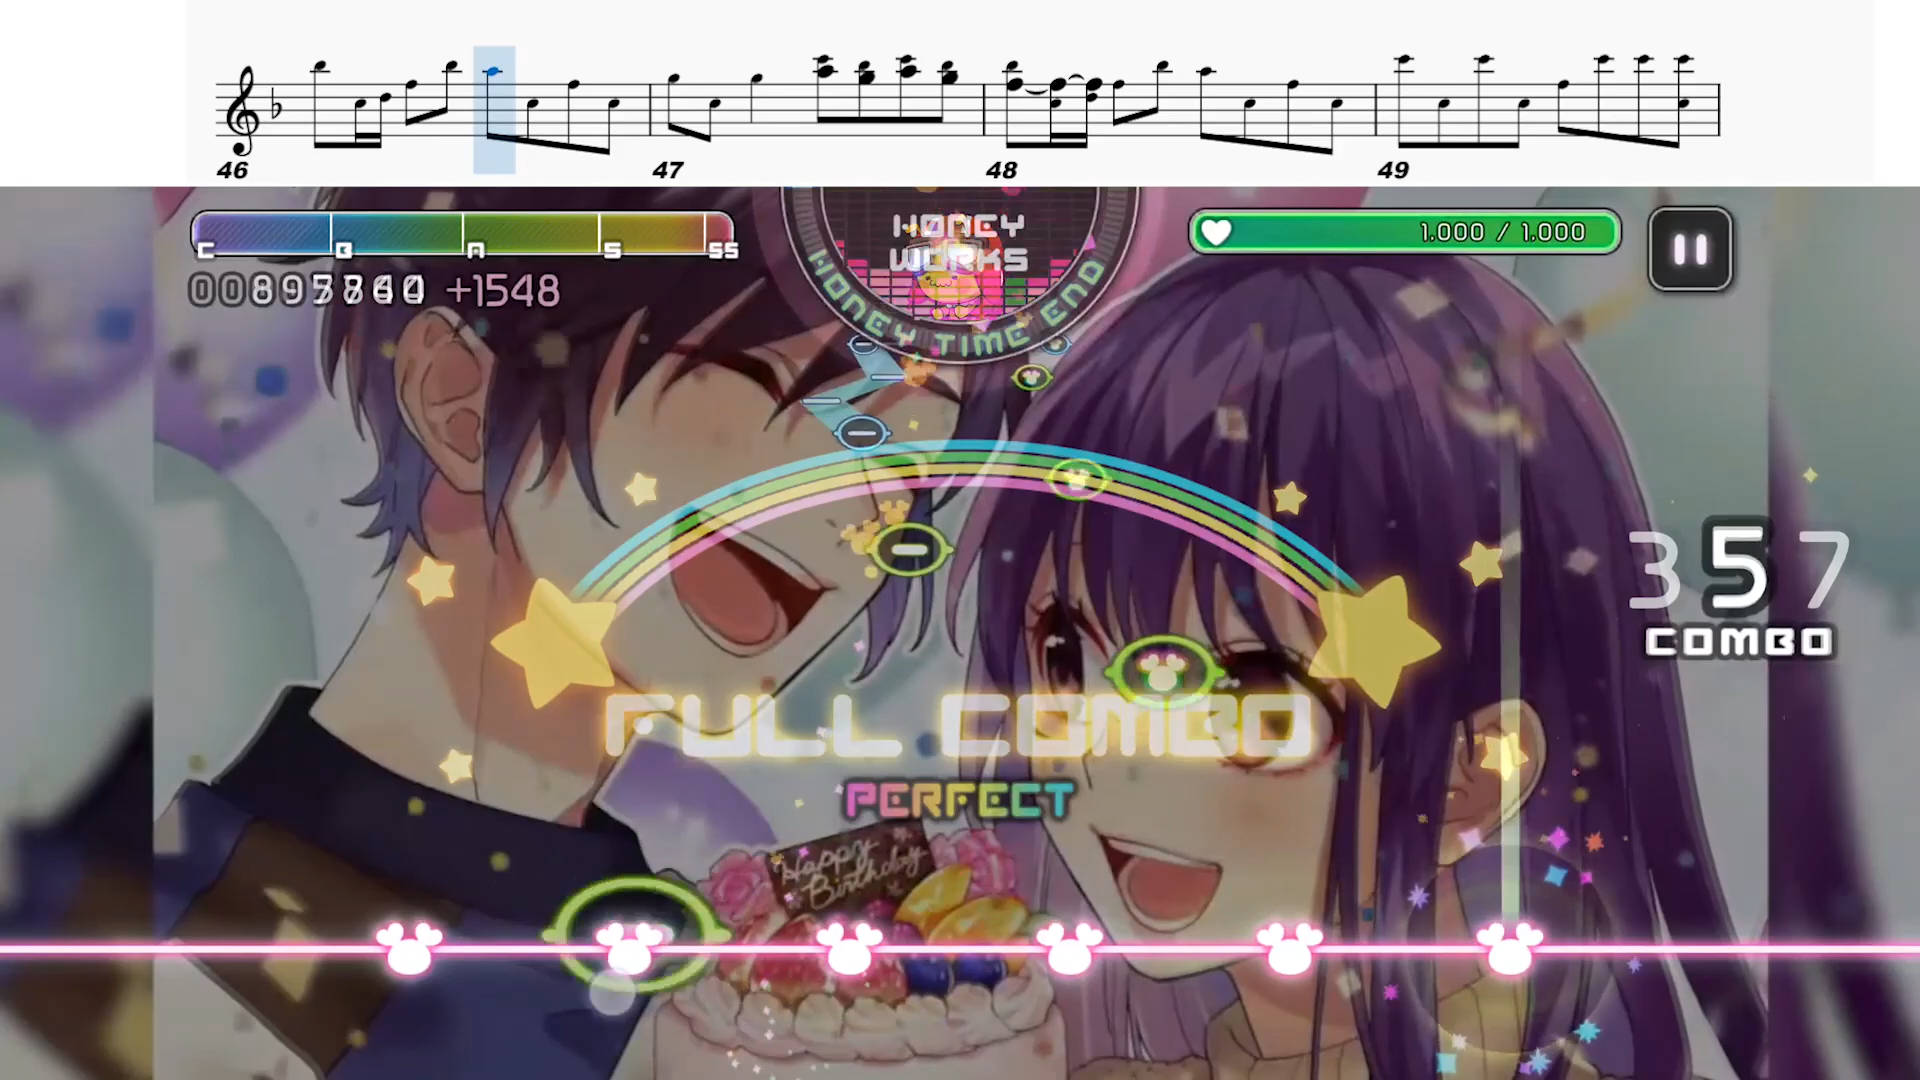 46
47
48
49
C B A S SS
+1548
HONEY
WORKS
HONEY TIME END
1.000 / 1.000
357
COMBO
FULL COMBO
PERFECT
Happy
Birthday